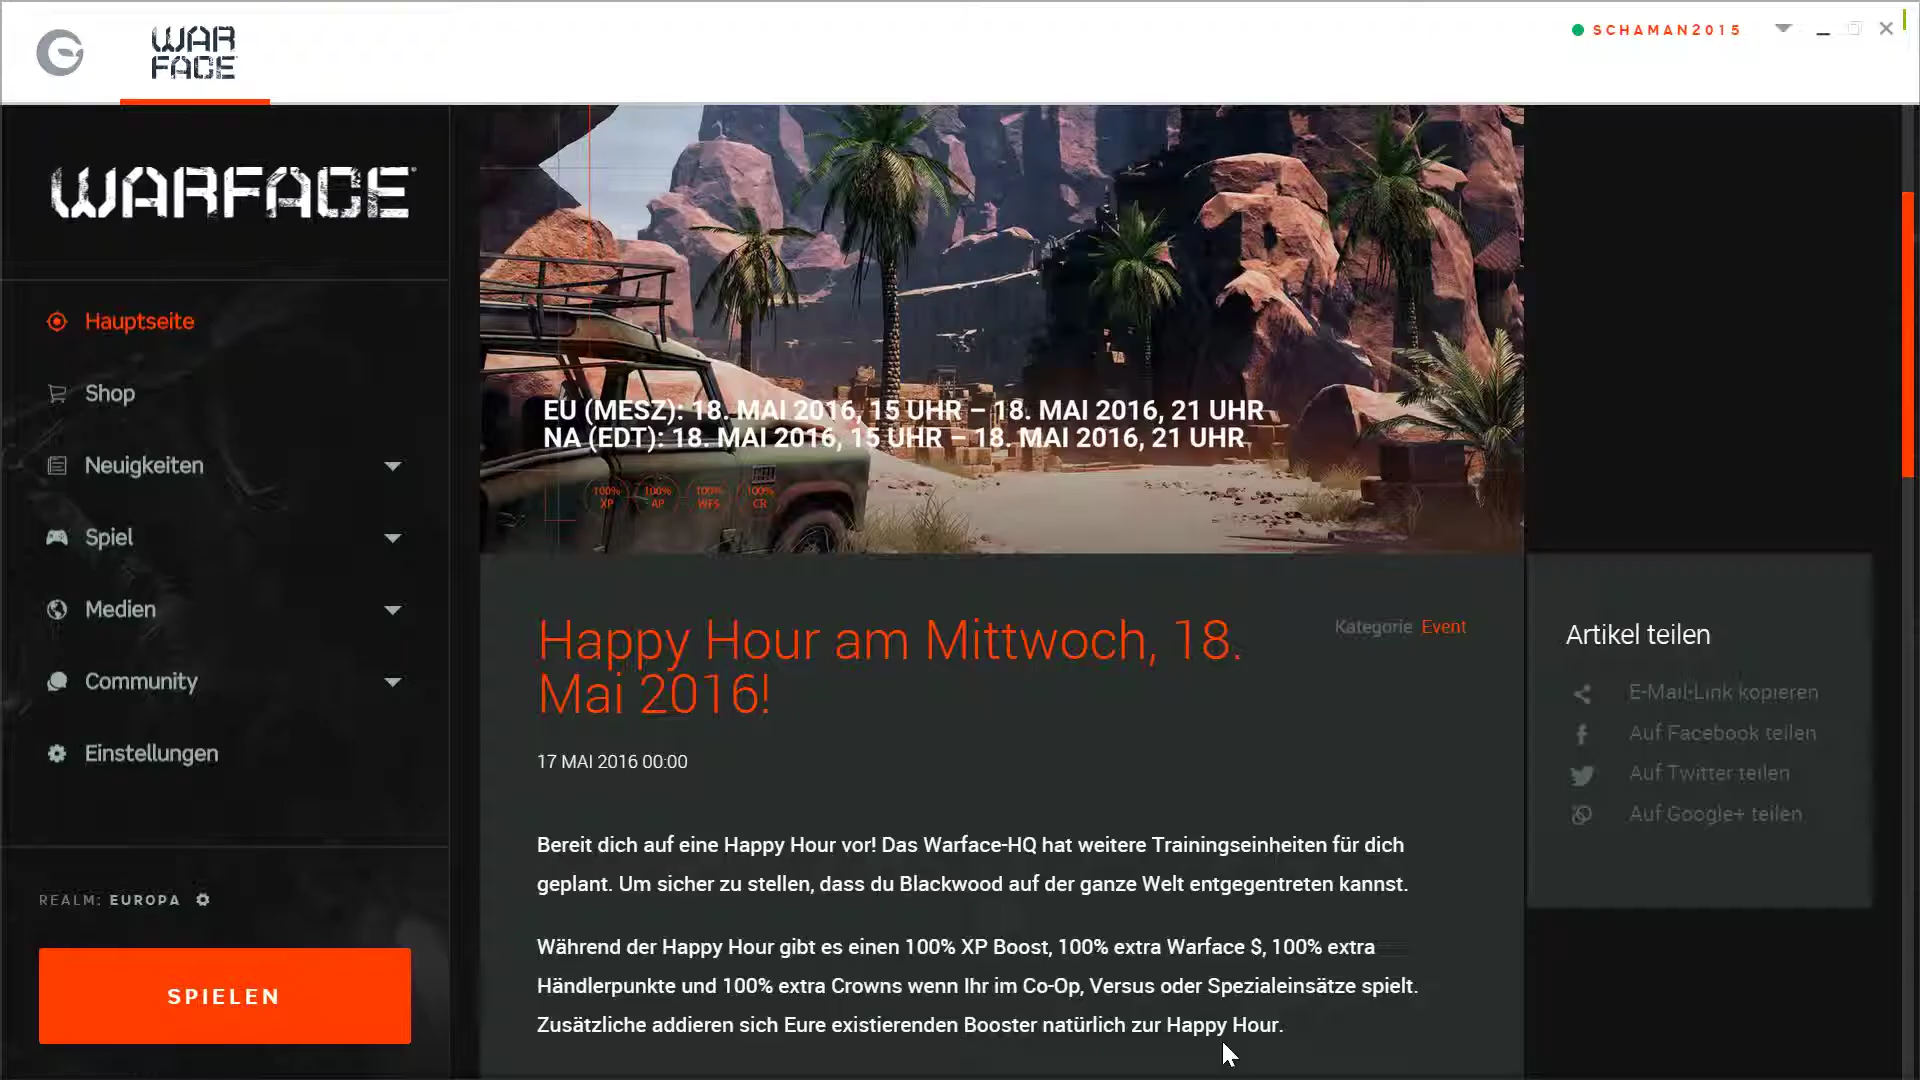 WAR
FACE
SCHAMAN2015
WARFACE
Hauptseite
Shop
Neuigkeiten
Spiel
Medien
Community
Einstellungen
REALM: EUROPA
SPIELEN
EU (MESZ): 18. MAI 2016, 15 UHR – 18. MAI 2016, 21 UHR
NA (EDT): 18. MAI 2016, 15 UHR – 18. MAI 2016, 21 UHR
100% XP
100% AP
100% WF$
100% CR
Happy Hour am Mittwoch, 18.
Mai 2016!
Kategorie Event
17 MAI 2016 00:00
Bereit dich auf eine Happy Hour vor! Das Warface-HQ hat weitere Trainingseinheiten für dich
geplant. Um sicher zu stellen, dass du Blackwood auf der ganze Welt entgegentreten kannst.
Während der Happy Hour gibt es einen 100% XP Boost, 100% extra Warface $, 100% extra
Händlerpunkte und 100% extra Crowns wenn Ihr im Co-Op, Versus oder Spezialeinsätze spielt.
Zusätzliche addieren sich Eure existierenden Booster natürlich zur Happy Hour.
Artikel teilen
E-Mail-Link kopieren
Auf Facebook teilen
Auf Twitter teilen
Auf Google+ teilen